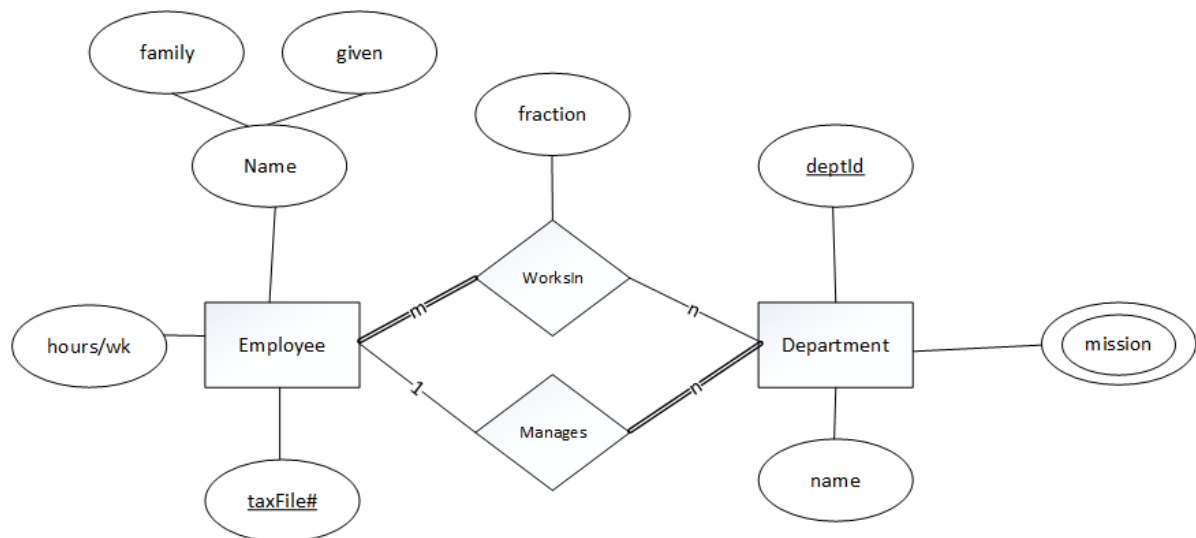 family
given
fraction
Name
deptId
WorksIn
m
n
hours/wk
Employee
Department
mission
1
n
Manages
taxFile#
name